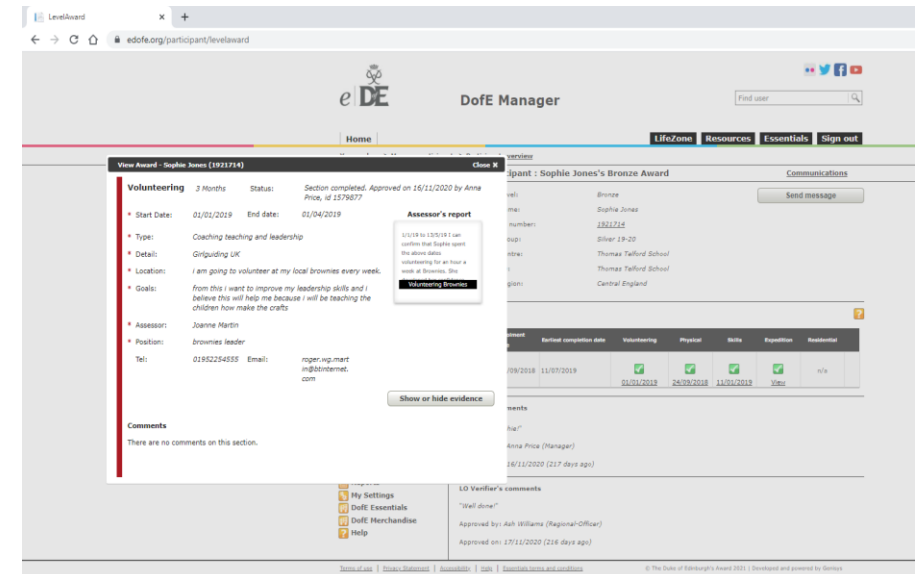 LevelAward
edofe.org/participant/levelaward
e DE
DofE Manager
Find user
Home
LifeZone Resources Essentials Sign out
overview
View Award - Sophie Jones (1921714) Close X
cipant : Sophie Jones's Bronze Award Communications
Send message
Volunteering 3 Months Status: Section completed. Approved on 16/11/2020 by Anna
Price, id 1579877
* Start Date: 01/01/2019 End date: 01/04/2019 Assessor's report
* Type: Coaching teaching and leadership
* Detail: Girlguiding UK
* Location: i am going to volunteer at my local brownies every week.
* Goals: from this i want to improve my leadership skills and i
believe this will help me because i will be teaching the
children how make the crafts
* Assessor: Joanne Martin
* Position: brownies leader
Tel: 01952254555 Email: roger.wg.mart
in@btinternet.
com
1/1/19 to 13/5/19 I can
confirm that Sophie spent
the above dates
volunteering for an hour a
week at Brownies. She
Volunteering Brownies
Show or hide evidence
Comments
There are no comments on this section.
vel: Bronze
me: Sophie Jones
number: 1921714
oup: Silver 19-20
entre: Thomas Telford School
: Thomas Telford School
gion: Central England
Earliest completion date Volunteering Physical Skills Expedition Residential
/09/2018 11/07/2019 n/a
01/01/2019 24/09/2018 11/01/2019 View
ments
Anna Price (Manager)
16/11/2020 (217 days ago)
My Settings
DofE Essentials
DofE Merchandise
Help
LO Verifier's comments
"Well done!"
Approved by: Ash Williams (Regional-Officer)
Approved on: 17/11/2020 (216 days ago)
Terms of use | Privacy Statement | Accessibility | Help | Essentials terms and conditions
© The Duke of Edinburgh's Award 2021 | Developed and powered by Gensys